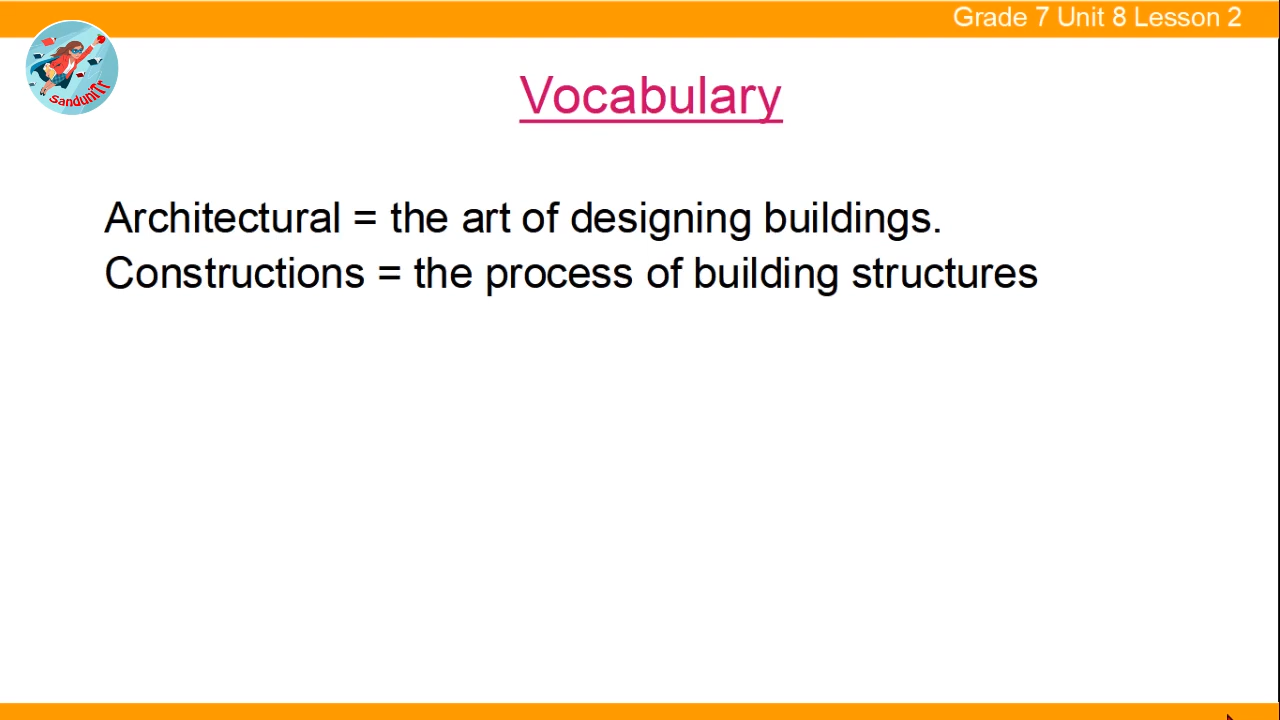 Grade 7 Unit 8 Lesson 2
SanduniTr
Vocabulary
Architectural = the art of designing buildings.
Constructions = the process of building structures